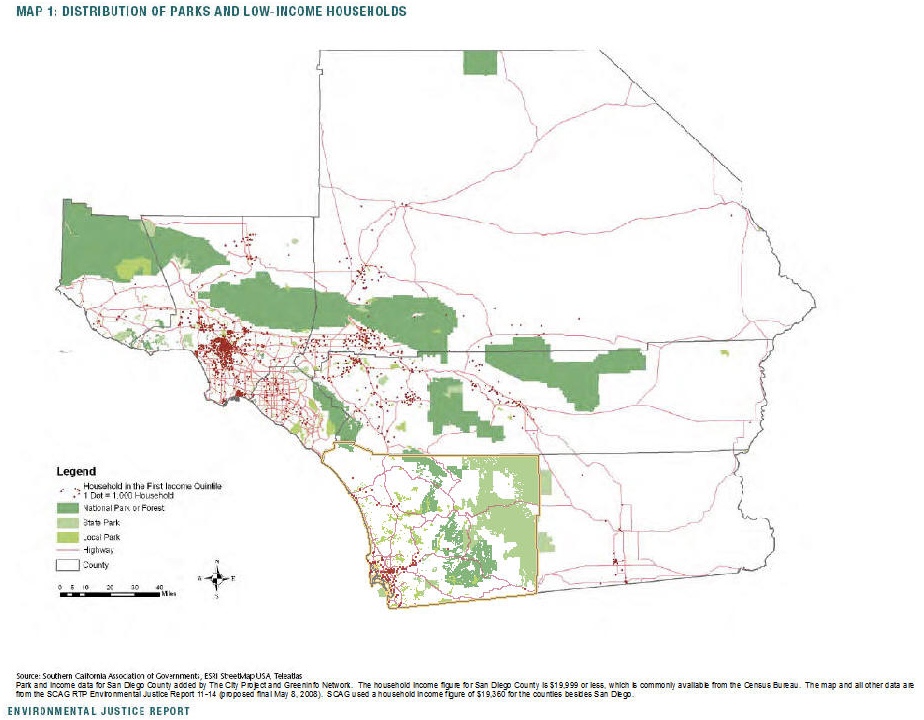 MAP 1: DISTRIBUTION OF PARKS AND LOW-INCOME HOUSEHOLDS
Legend
Household in the First Income Quintile
1 Dot = 1,000 Household
National Park or Forest
State Park
Local Park
Highway
County
N
E
S
0 5 10 20 30 40
Miles
Source: Southern California Association of Governments, ESRI StreetMap USA, Teleatlas
Park and Income data for San Diego County added by The City Project and GreenInfo Network. The household income figure for San Diego County is $19,999 or less, which is commonly available from the Census Bureau. The map and all other data are
from the SCAG RTP Environmental Justice Report 11-14 (proposed final May 8, 2008). SCAG used a household income figure of $19,360 for the counties besides San Diego.
ENVIRONMENTAL JUSTICE REPORT